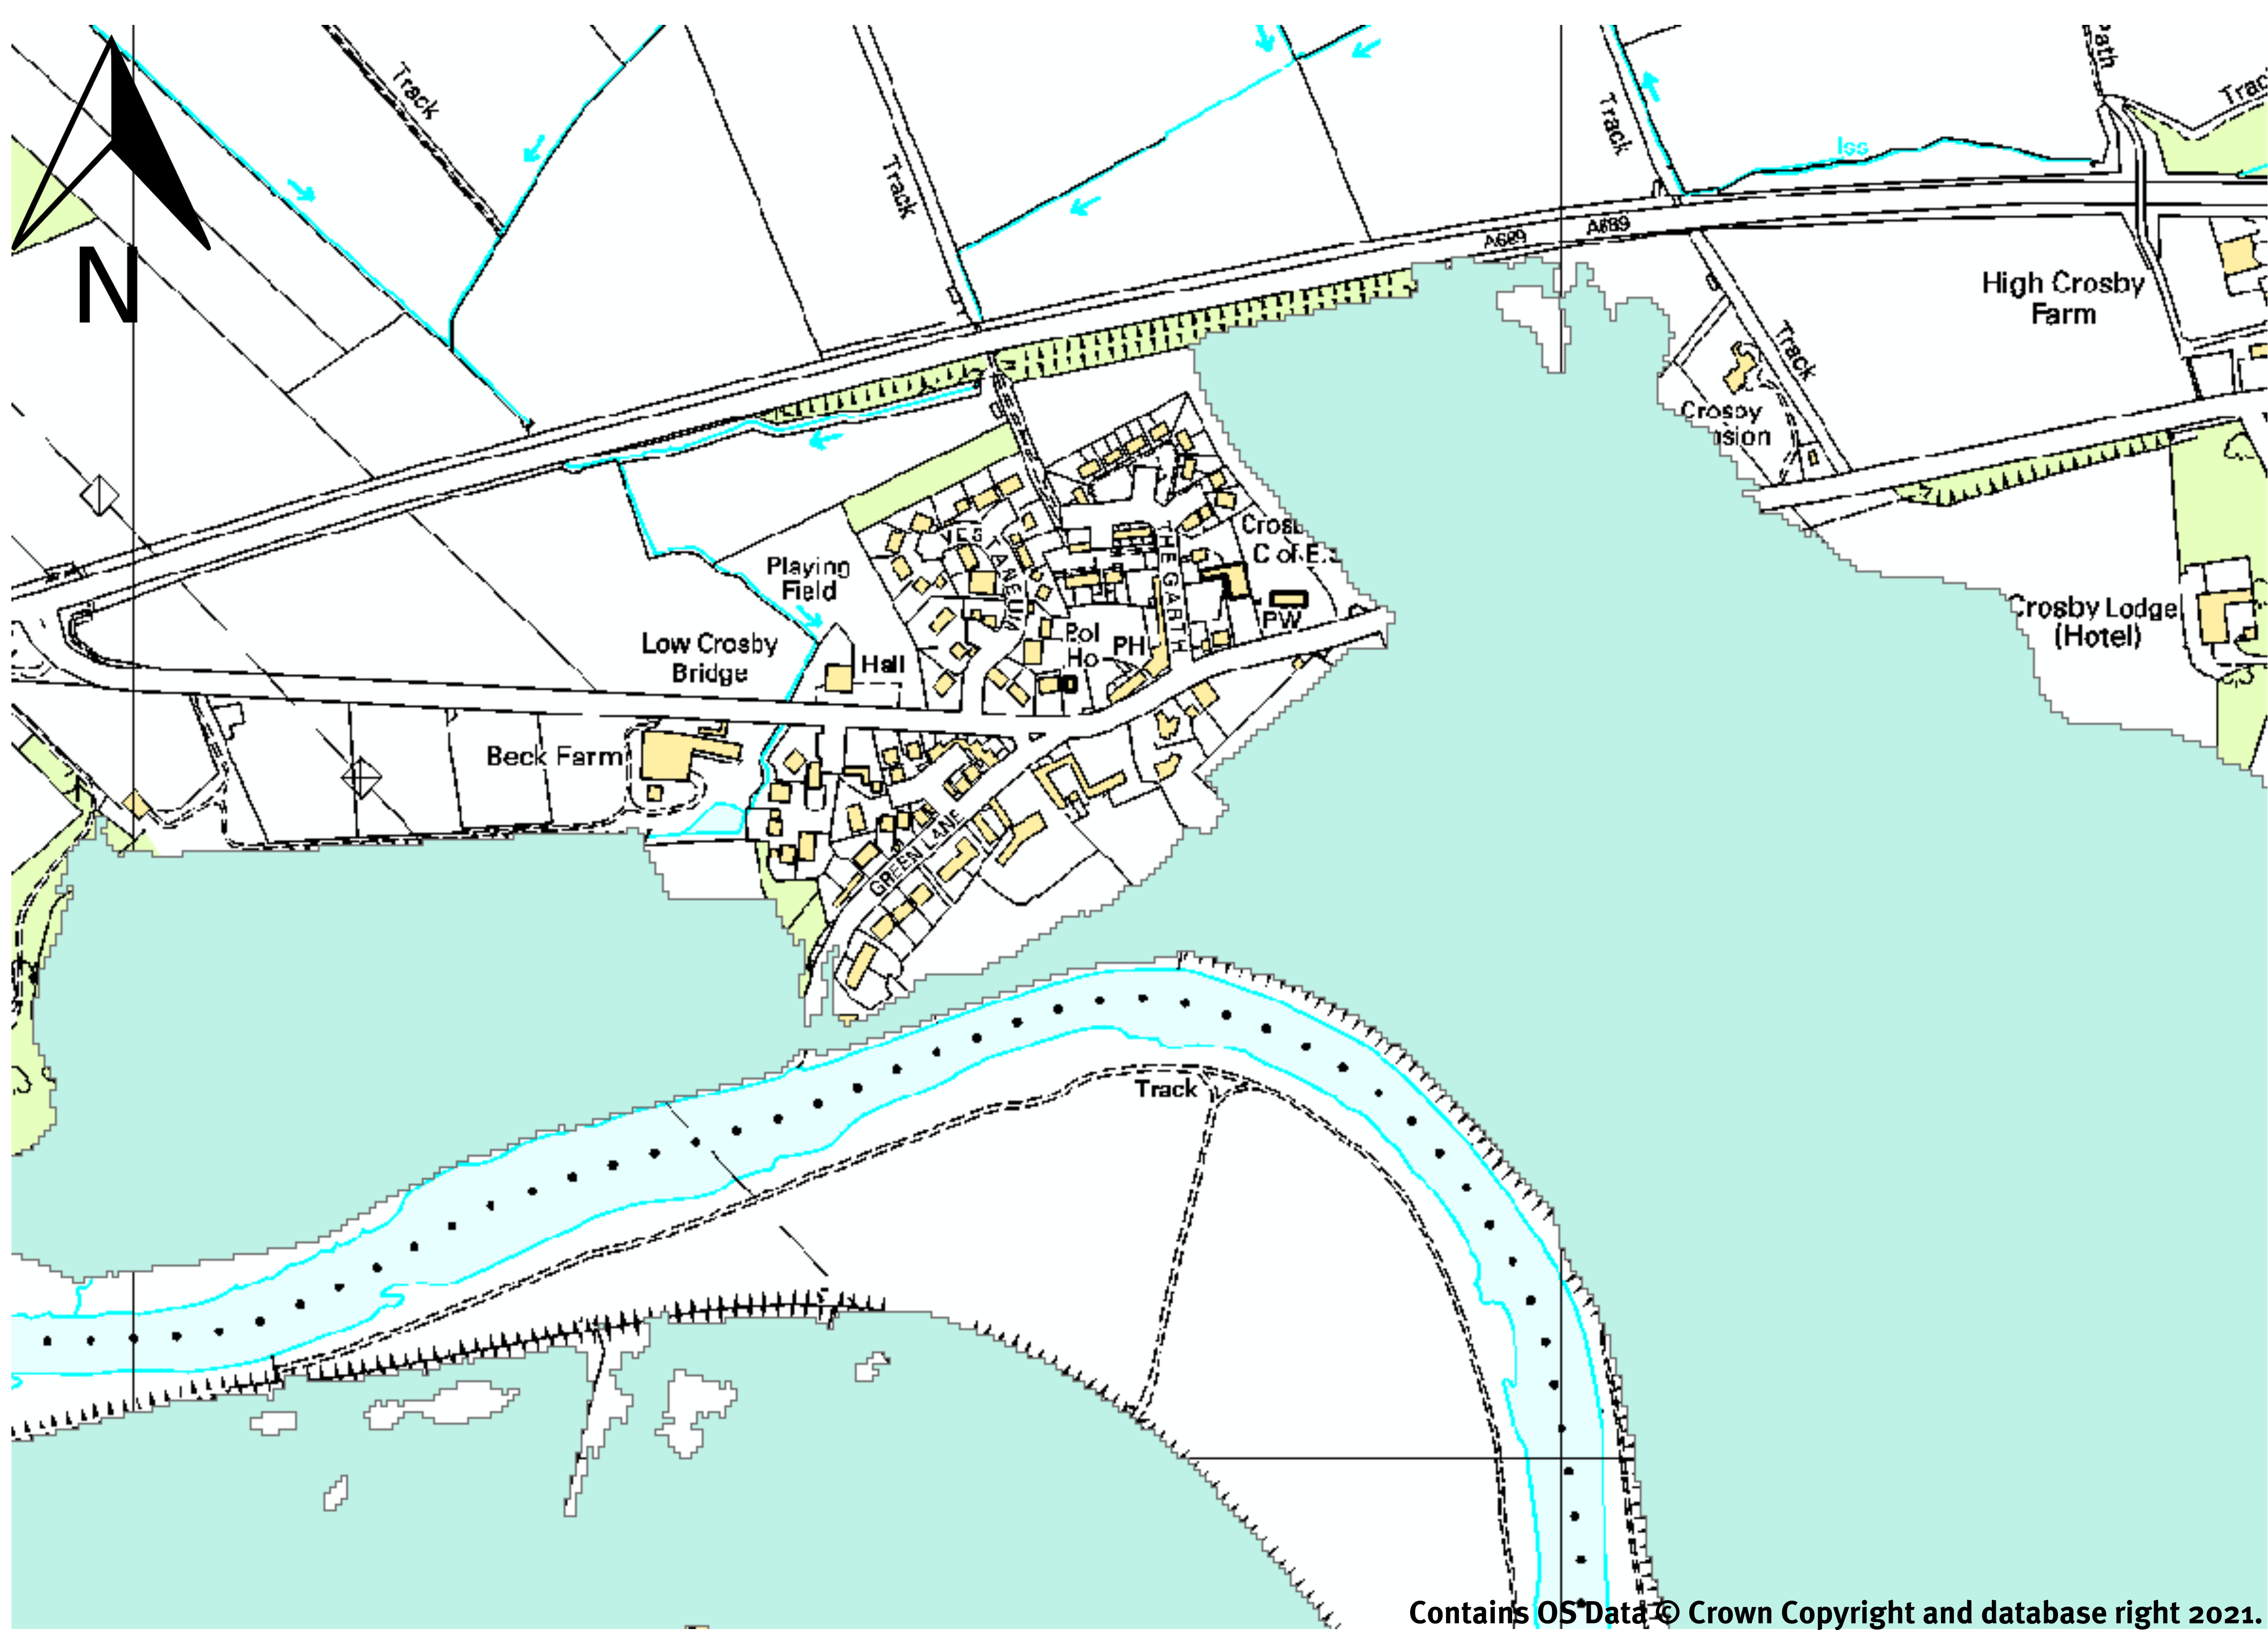 Track
Track
Track
Iss
A689
A689
N
High Crosby
Farm
Track
Crosby
C of E
Playing
Field
THE GARTH
PW
Crosby Lodge
(Hotel)
Low Crosby
Bridge
Hall
Pol
Ho
PH
Beck Farm
GREEN LANE
Track
Contains OS Data © Crown Copyright and database right 2021.